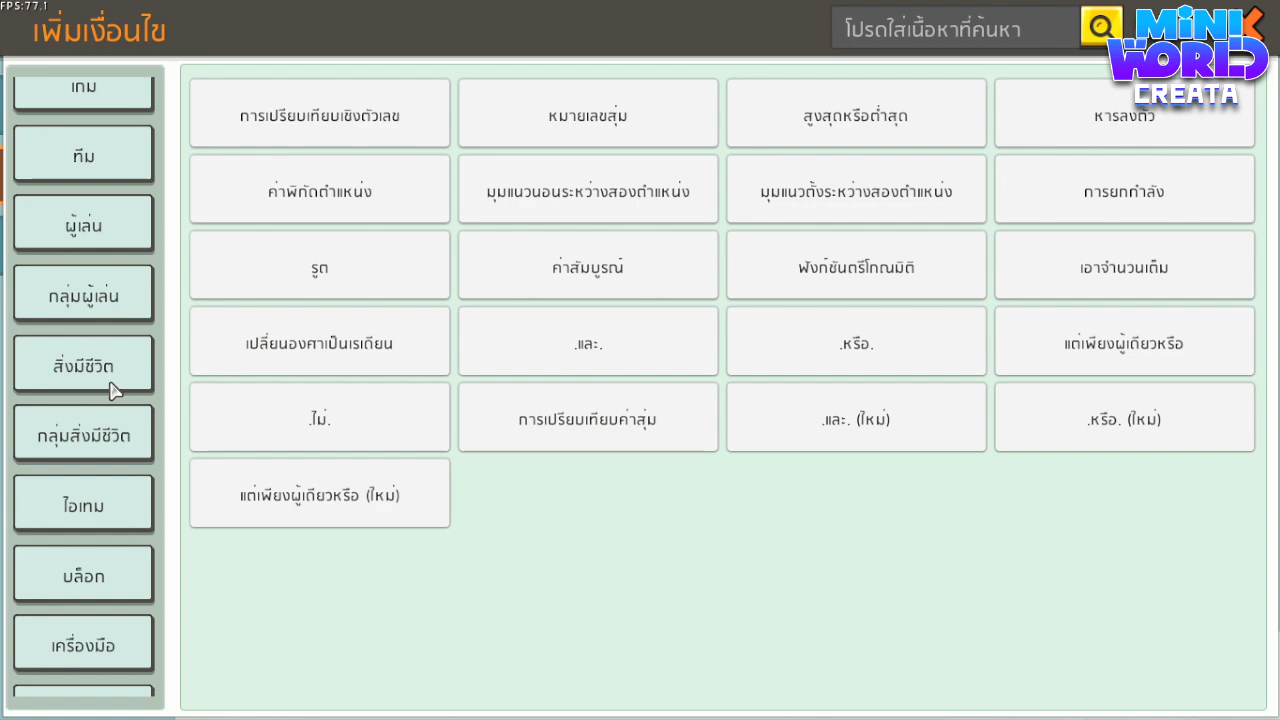 FPS:77.1
เพิ่มเงื่อนไข
โปรดใส่เนื้อหาที่ค้นหา
MINI WORLD CREATA
เกม
ทีม
ผู้เล่น
กลุ่มผู้เล่น
สิ่งมีชีวิต
กลุ่มสิ่งมีชีวิต
ไอเทม
บล็อก
เครื่องมือ
การเปรียบเทียบเชิงตัวเลข
หมายเลขสุ่ม
สูงสุดหรือต่ำสุด
หารลงตัว
ค่าพิกัดตำแหน่ง
มุมแนวนอนระหว่างสองตำแหน่ง
มุมแนวตั้งระหว่างสองตำแหน่ง
การยกกำลัง
รูต
ค่าสัมบูรณ์
ฟังก์ชันตรีโกณมิติ
เอาจำนวนเต็ม
เปลี่ยนองศาเป็นเรเดียน
.และ.
.หรือ.
แต่เพียงผู้เดียวหรือ
.ไม่.
การเปรียบเทียบค่าสุ่ม
.และ. (ใหม่)
.หรือ. (ใหม่)
แต่เพียงผู้เดียวหรือ (ใหม่)